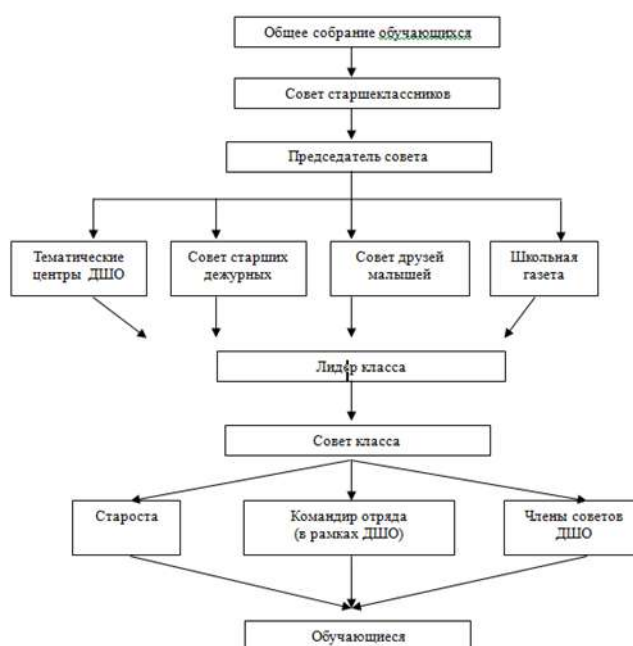 Общее собрание обучающихся
Совет старшеклассников
Председатель совета
Тематические
центры ДШО
Совет старших
дежурных
Совет друзей
малышей
Школьная
газета
Лидер класса
Совет класса
Староста
Командир отряда
(в рамках ДШО)
Члены советов
ДШО
Обучающиеся